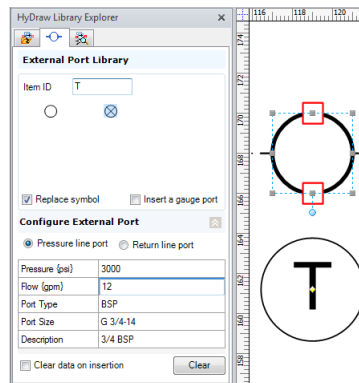 HyDraw Library Explorer
External Port Library
Item ID T
Replace symbol Insert a gauge port
Configure External Port
Pressure line port Return line port
Pressure {psi} 3000
Flow {gpm} 12
Port Type BSP
Port Size G 3/4-14
Description 3/4 BSP
Clear data on insertion Clear
116 118 120
174
172
170
168
166
164
162
160
158
T